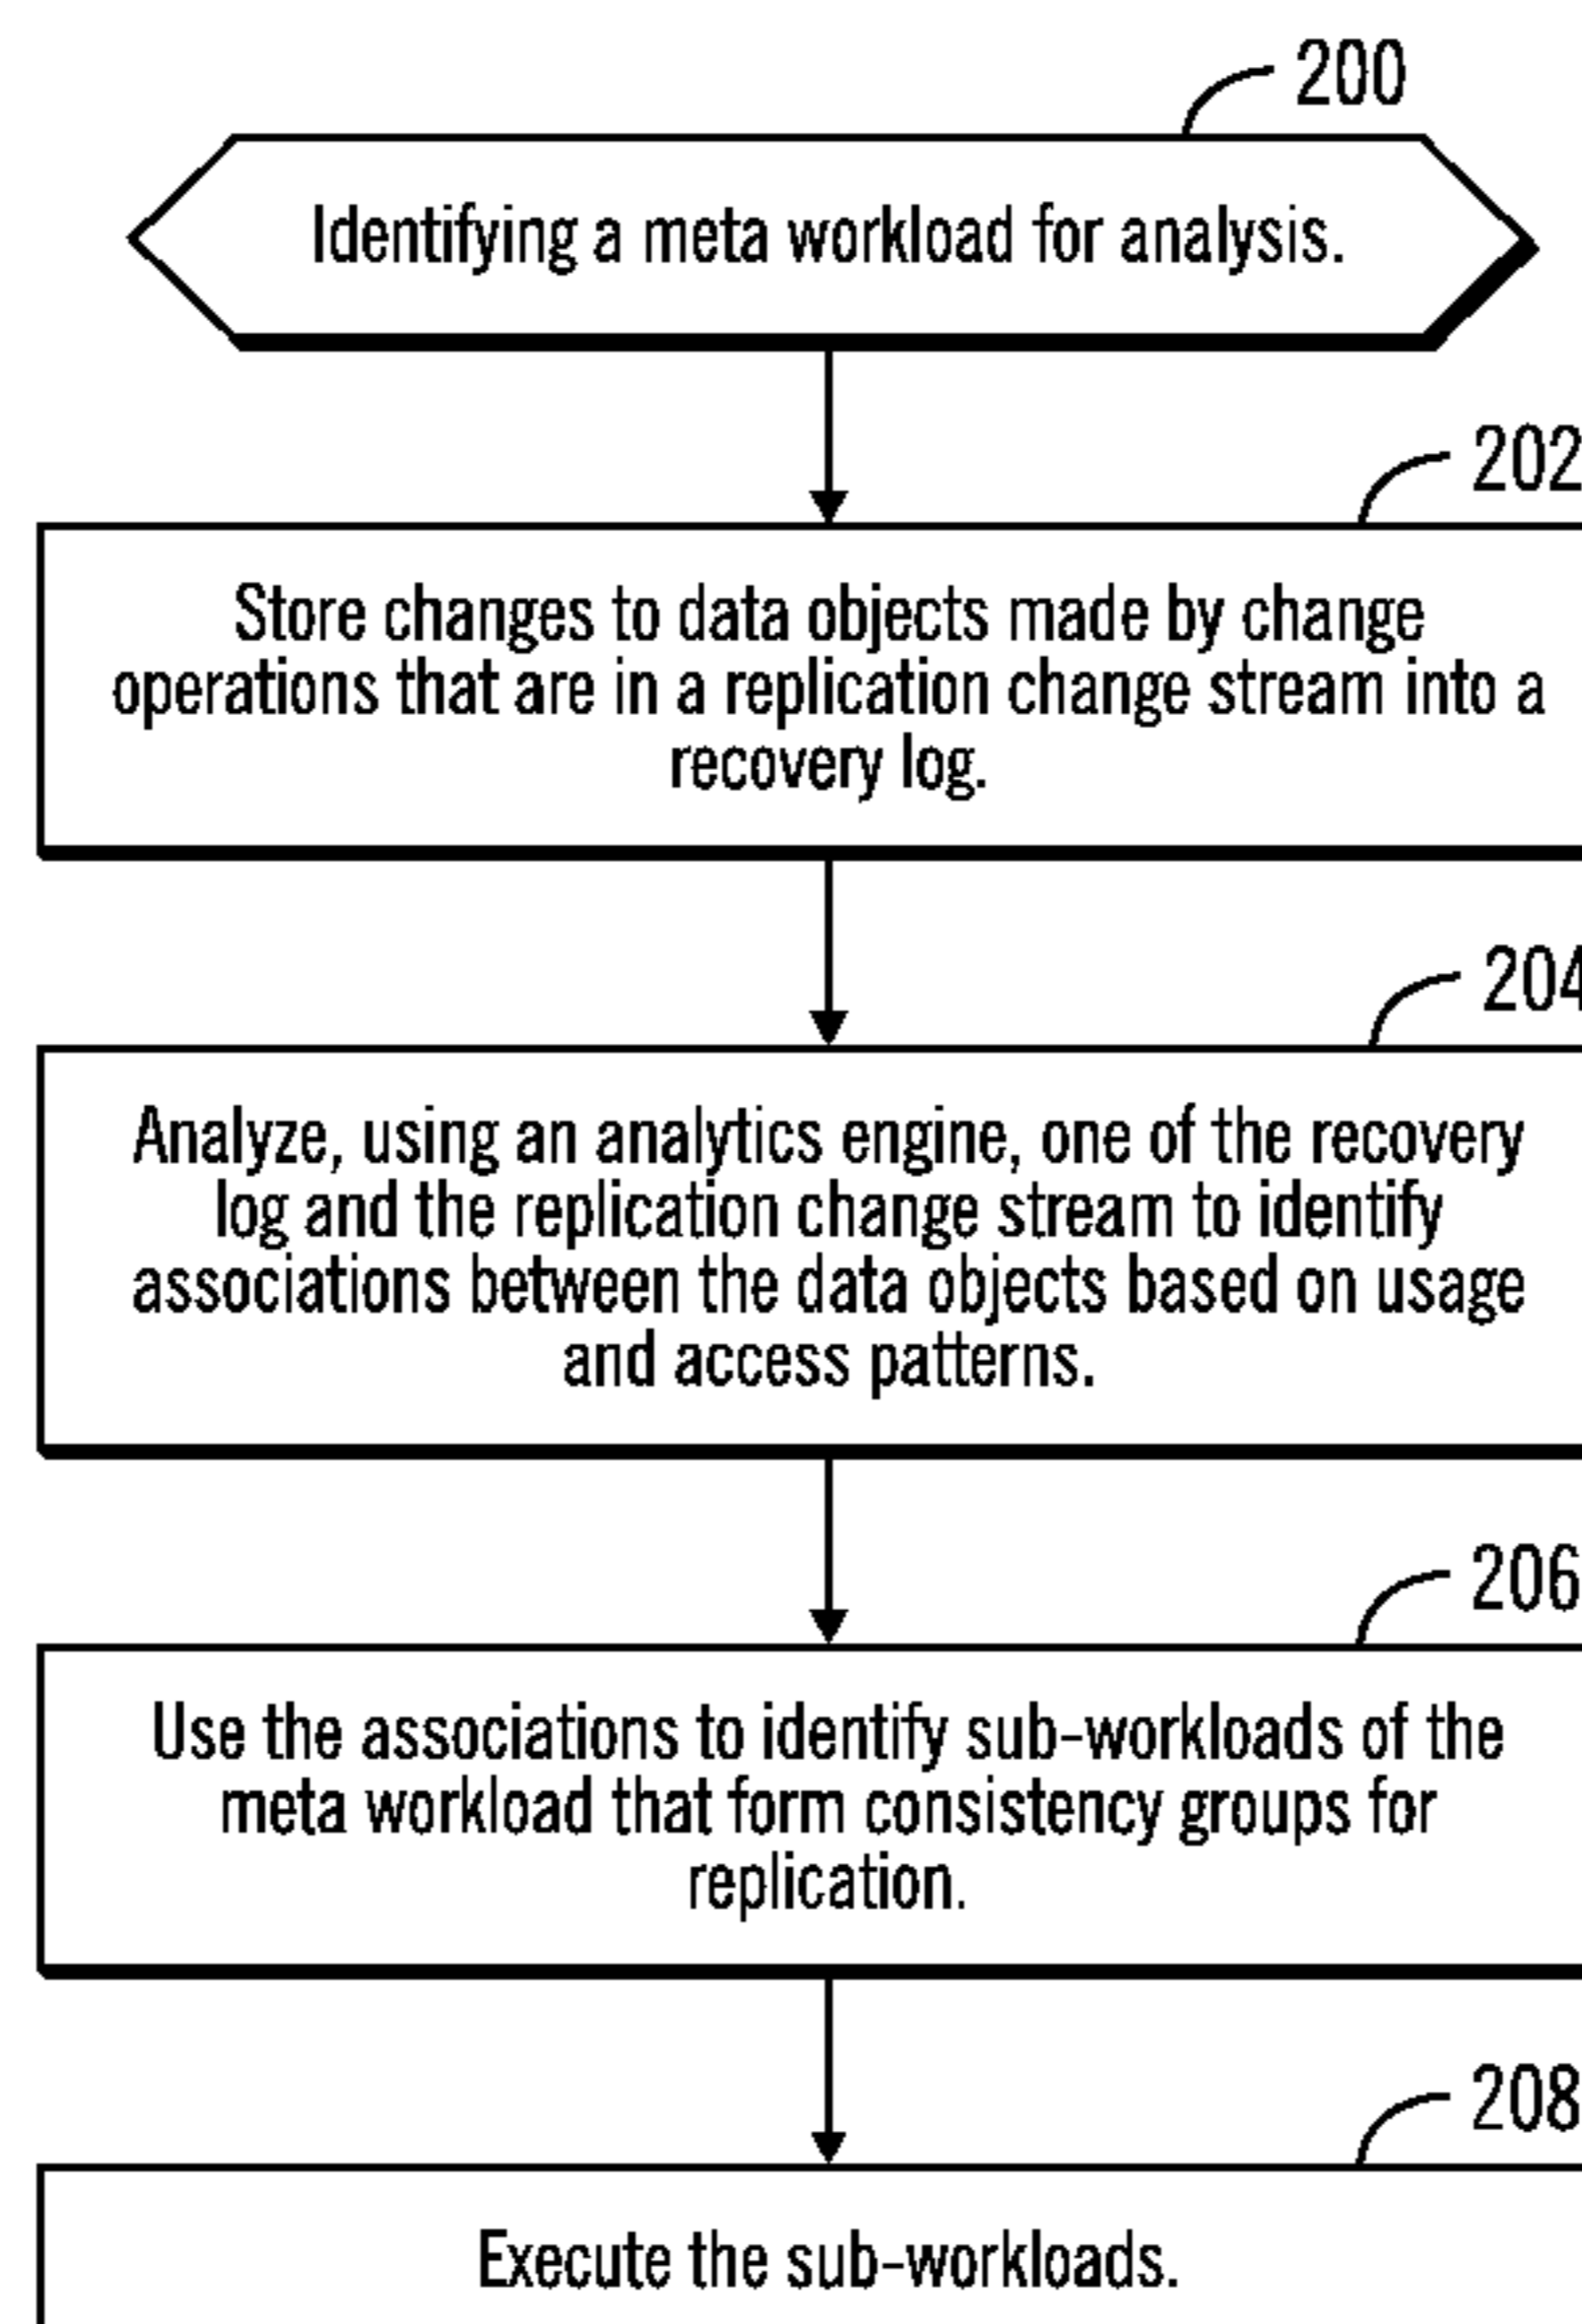 200
Identifying a meta workload for analysis.
202
Store changes to data objects made by change
operations that are in a replication change stream into a
recovery log.
204
Analyze, using an analytics engine, one of the recovery
log and the replication change stream to identify
associations between the data objects based on usage
and access patterns.
206
Use the associations to identify sub-workloads of the
meta workload that form consistency groups for
replication.
208
Execute the sub-workloads.